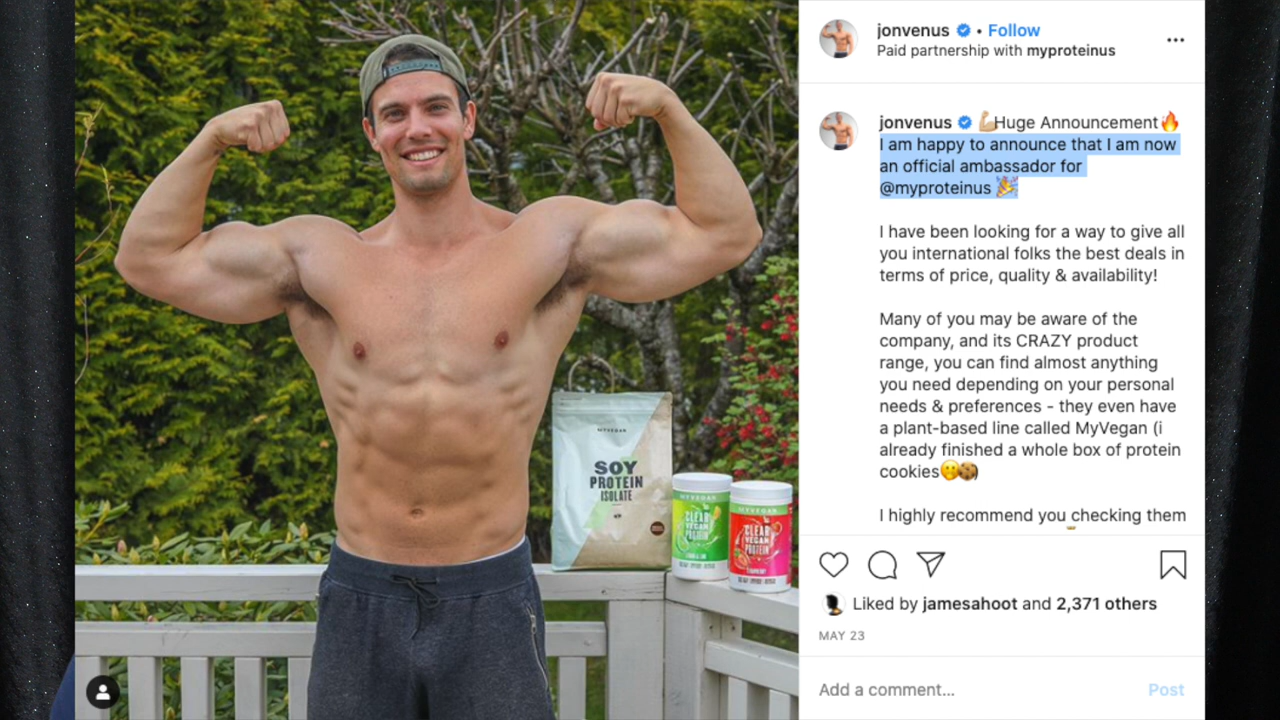 jonvenus • Follow
Paid partnership with myproteinus
jonvenus 💪Huge Announcement🔥
I am happy to announce that I am now
an official ambassador for
@myproteinus 🎉
I have been looking for a way to give all
you international folks the best deals in
terms of price, quality & availability!
Many of you may be aware of the
company, and its CRAZY product
range, you can find almost anything
you need depending on your personal
needs & preferences - they even have
a plant-based line called MyVegan (i
already finished a whole box of protein
cookies🤫🍪
I highly recommend you checking them
Liked by jamesahoot and 2,371 others
MAY 23
Add a comment... Post
MYVEGAN
SOY
PROTEIN
ISOLATE
MYVEGAN
CLEAR
VEGAN
PROTEIN
MYVEGAN
CLEAR
VEGAN
PROTEIN